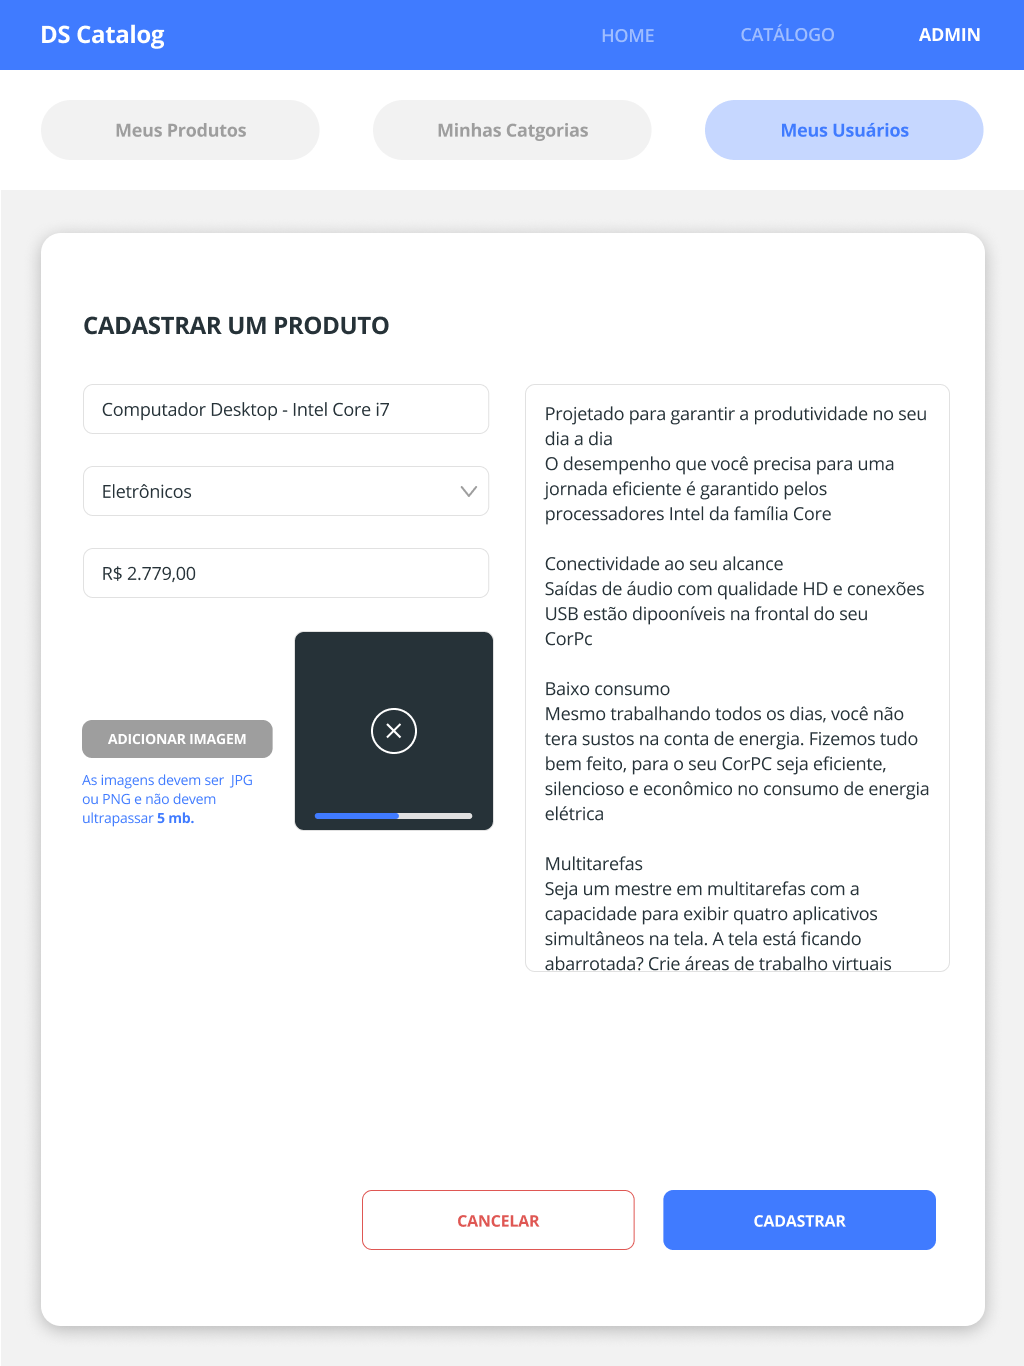 DS Catalog
HOME
CATÁLOGO
ADMIN
Meus Produtos
Minhas Catgorias
Meus Usuários
CADASTRAR UM PRODUTO
Computador Desktop - Intel Core i7
Eletrônicos
R$ 2.779,00
ADICIONAR IMAGEM
As imagens devem ser  JPG
ou PNG e não devem
ultrapassar 5 mb.
Projetado para garantir a produtividade no seu
dia a dia
O desempenho que você precisa para uma
jornada eficiente é garantido pelos
processadores Intel da família Core
Conectividade ao seu alcance
Saídas de áudio com qualidade HD e conexões
USB estão dipooníveis na frontal do seu
CorPc
Baixo consumo
Mesmo trabalhando todos os dias, você não
tera sustos na conta de energia. Fizemos tudo
bem feito, para o seu CorPC seja eficiente,
silencioso e econômico no consumo de energia
elétrica
Multitarefas
Seja um mestre em multitarefas com a
capacidade para exibir quatro aplicativos
simultâneos na tela. A tela está ficando
abarrotada? Crie áreas de trabalho virtuais
CANCELAR
CADASTRAR